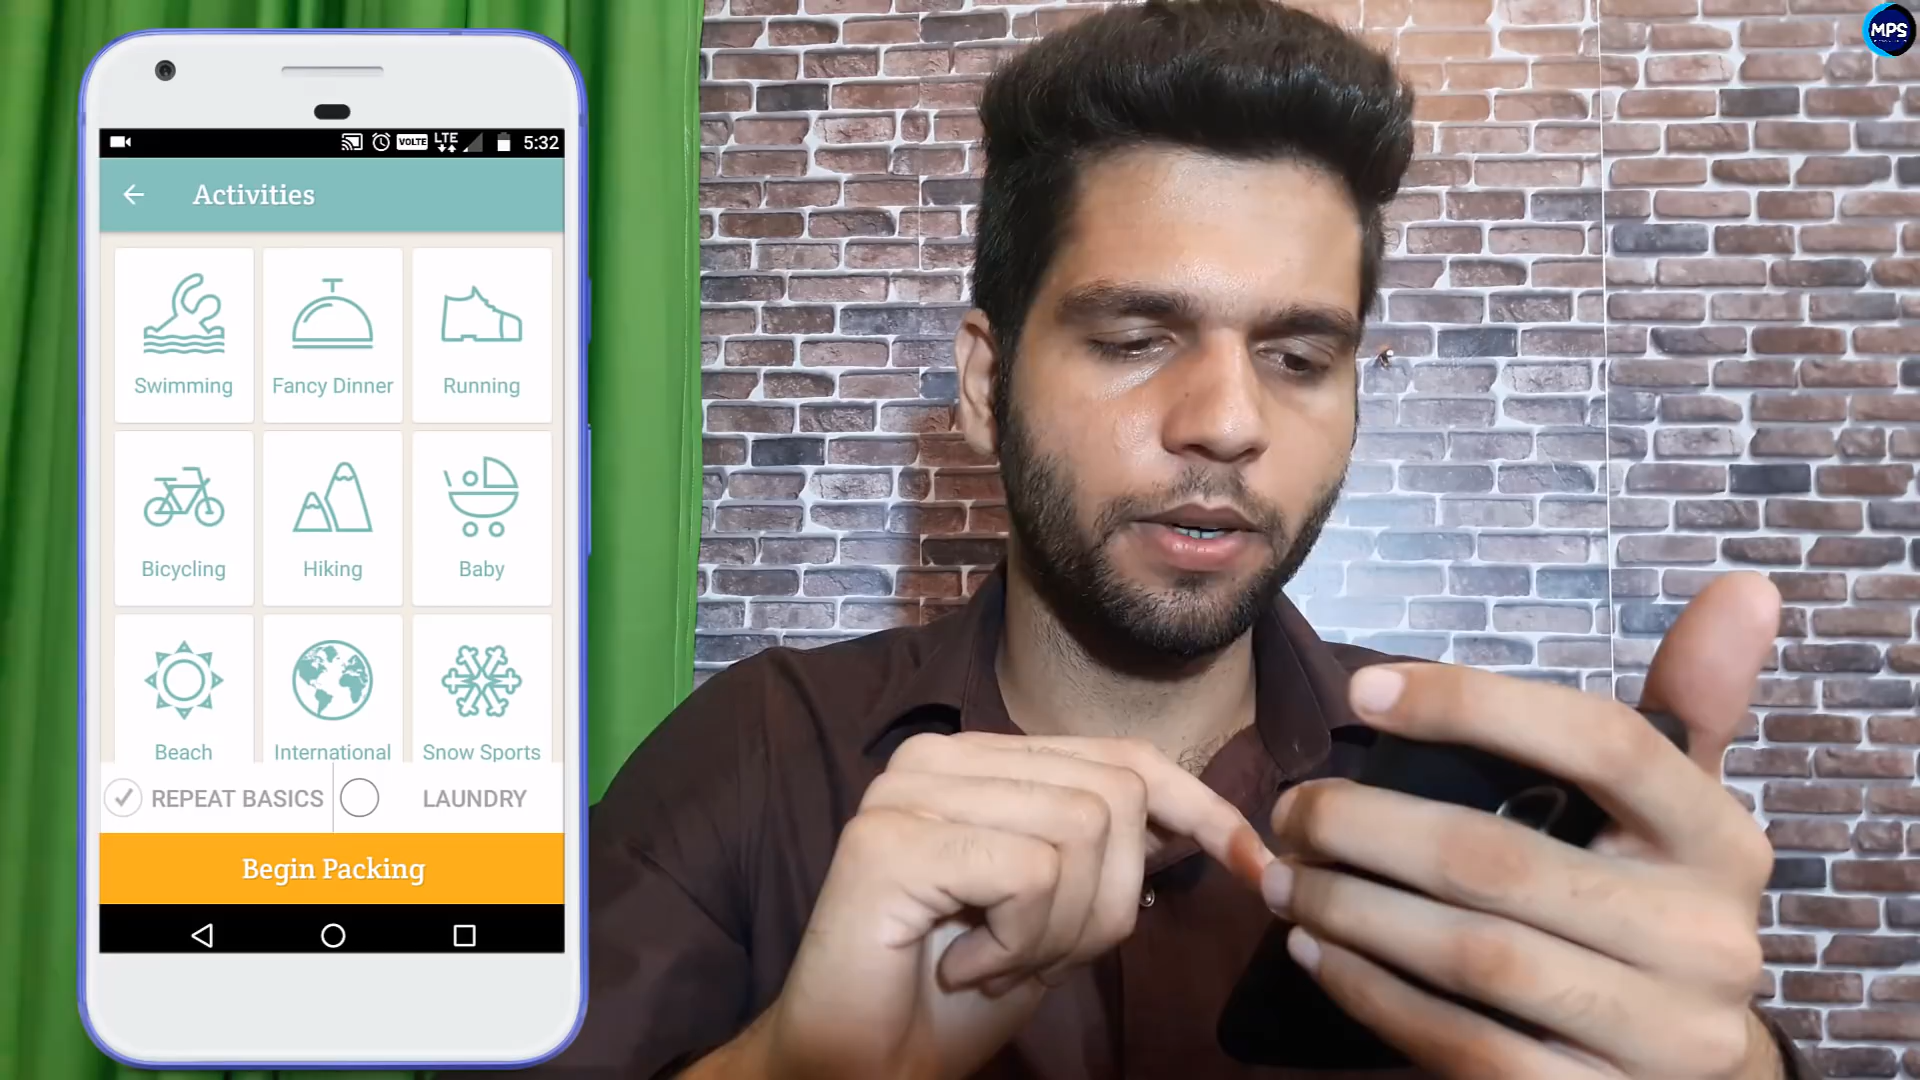 MPS
VOLTE LTE 5:32
Activities
Swimming Fancy Dinner Running
Bicycling Hiking Baby
Beach International Snow Sports
REPEAT BASICS LAUNDRY
Begin Packing